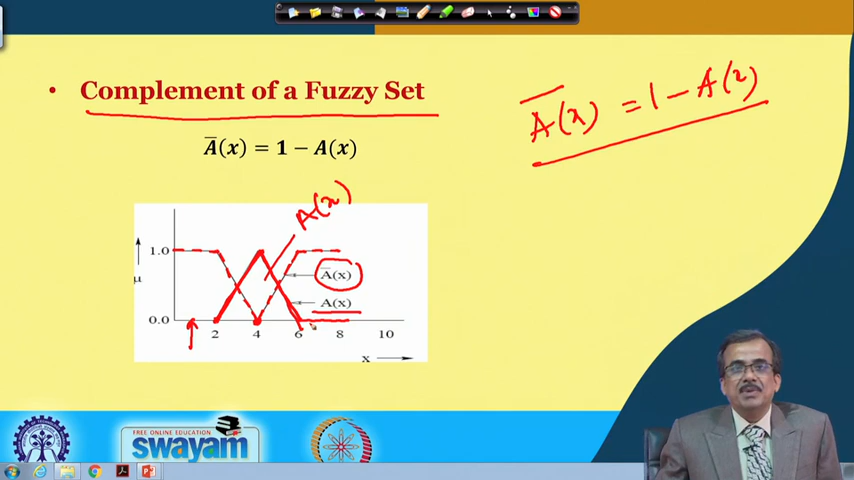 • Complement of a Fuzzy Set
A̅(x) = 1 − A(x)
A̅(x) = 1 − A(x)
A(x)
1.0
μ
A̅(x)
A(x)
0.0
2 4 6 8 10
x
FREE ONLINE EDUCATION
swayam